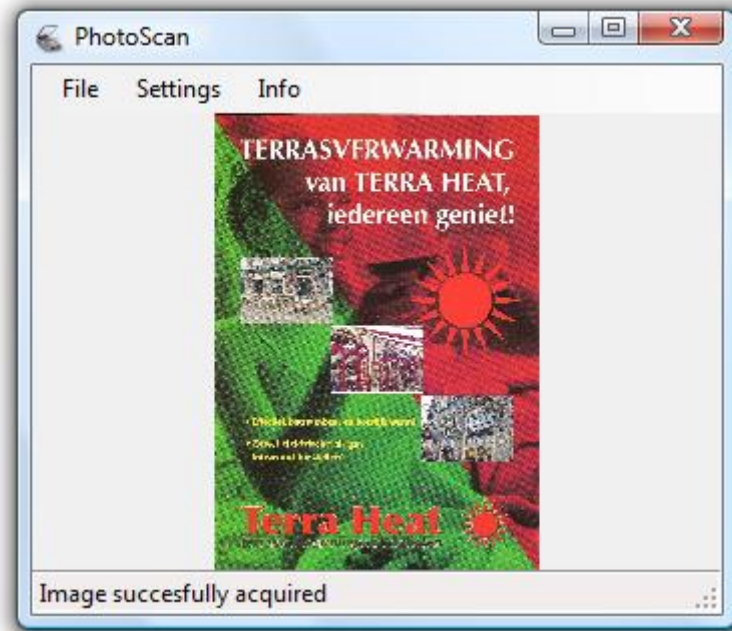 PhotoScan
File Settings Info
TERRASVERWARMING
van TERRA HEAT,
iedereen geniet!
Terra Heat
Image succesfully acquired